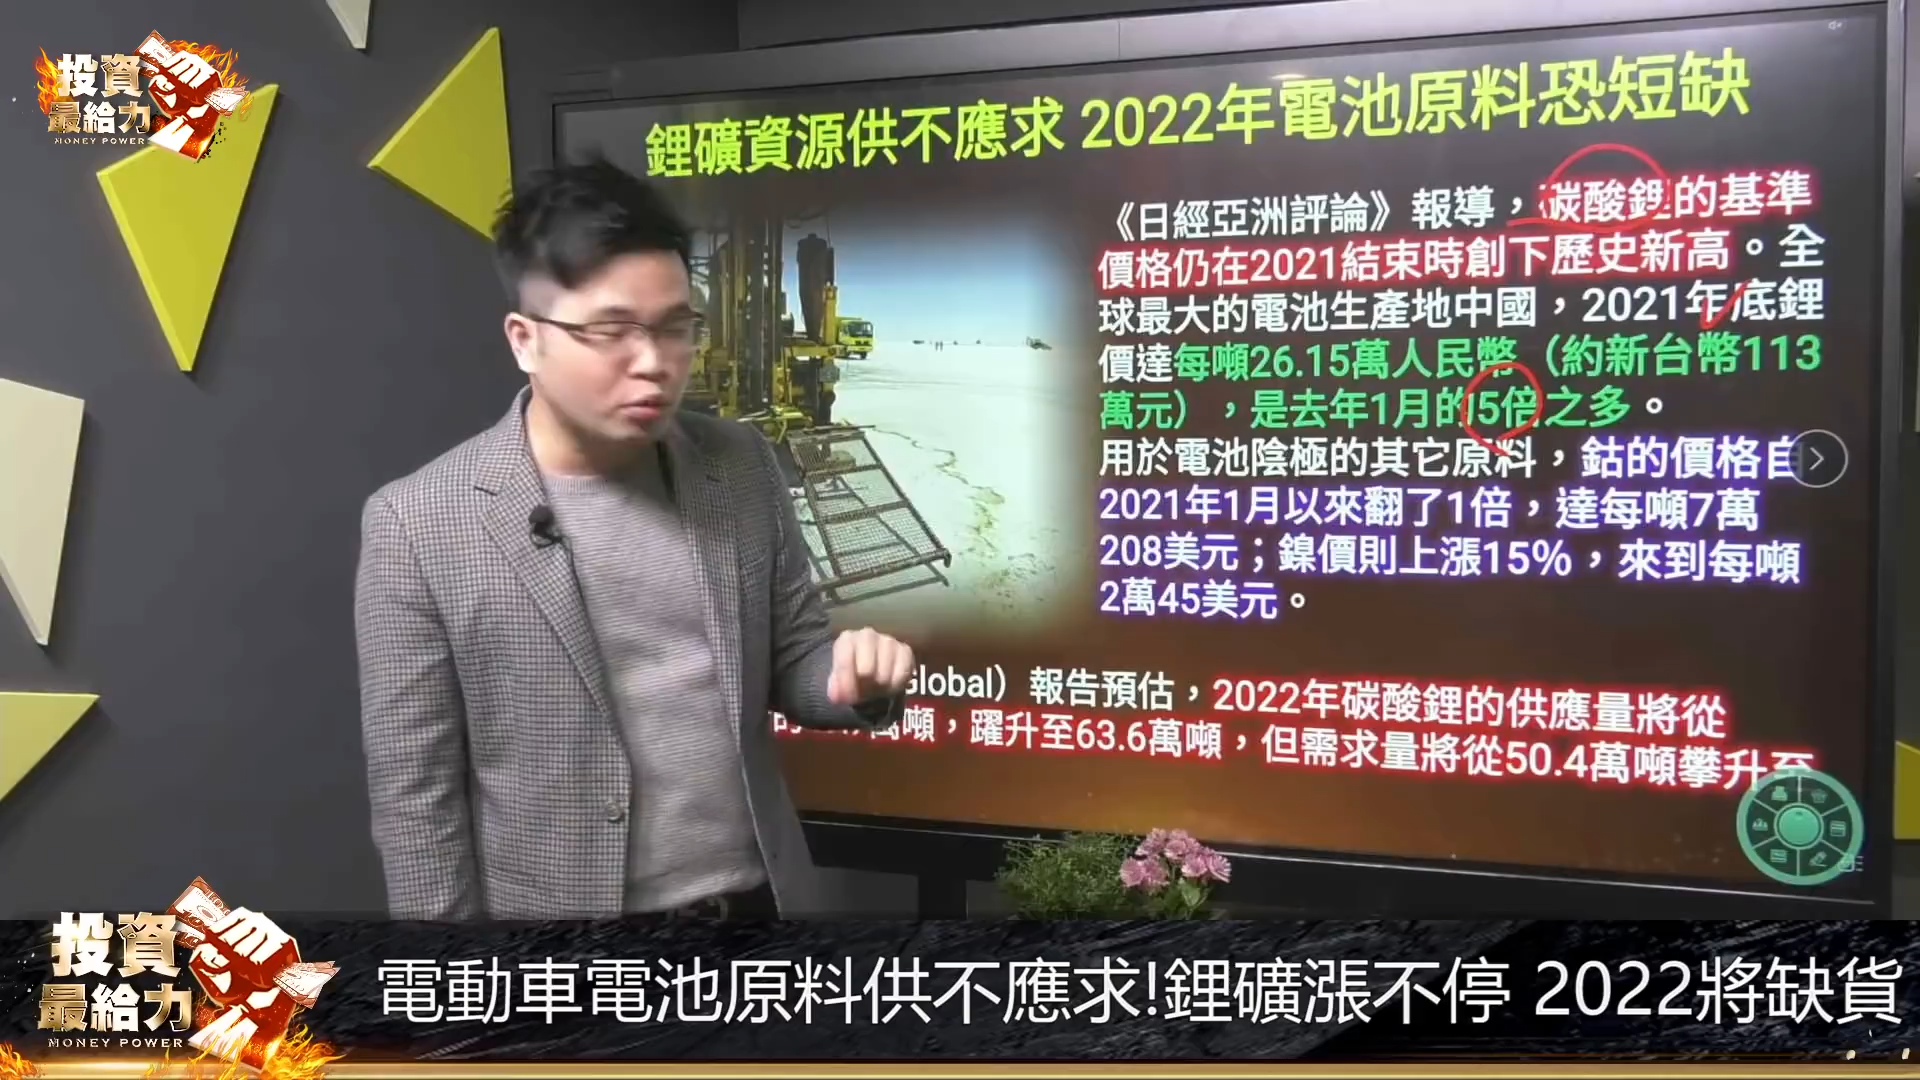 投資
最給力
MONEY POWER
鋰礦資源供不應求 2022年電池原料恐短缺
《日經亞洲評論》報導，碳酸鋰的基準
價格仍在2021結束時創下歷史新高。全
球最大的電池生產地中國，2021年底鋰
價達每噸26.15萬人民幣（約新台幣113
萬元），是去年1月的5倍之多。
用於電池陰極的其它原料，鈷的價格自
2021年1月以來翻了1倍，達每噸7萬
208美元；鎳價則上漲15%，來到每噸
2萬45美元。
Global）報告預估，2022年碳酸鋰的供應量將從
萬噸，躍升至63.6萬噸，但需求量將從50.4萬噸攀升至
投資
最給力
MONEY POWER
電動車電池原料供不應求!鋰礦漲不停 2022將缺貨